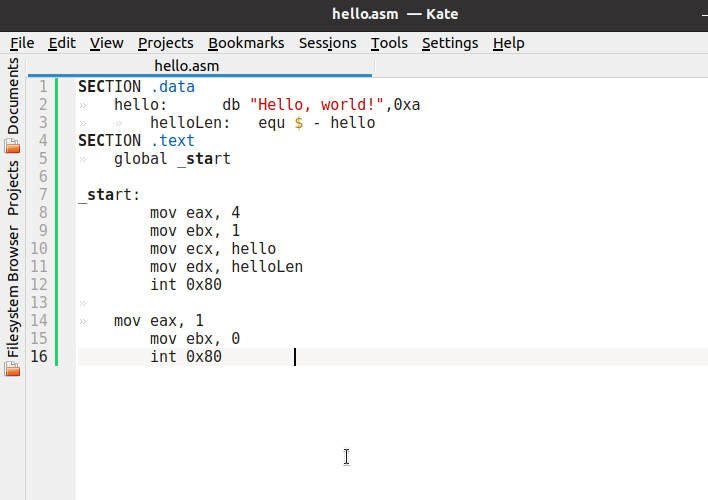 hello.asm — Kate
File Edit View Projects Bookmarks Sessions Tools Settings Help
hello.asm
Documents
Projects
Filesystem Browser
1 SECTION .data
2 » hello: db "Hello, world!",0xa
3 » » helloLen: equ $ - hello
4 SECTION .text
5 » global _start
6
7 _start:
8 mov eax, 4
9 mov ebx, 1
10 mov ecx, hello
11 mov edx, helloLen
12 int 0x80
13 »
14 » mov eax, 1
15 mov ebx, 0
16 int 0x80